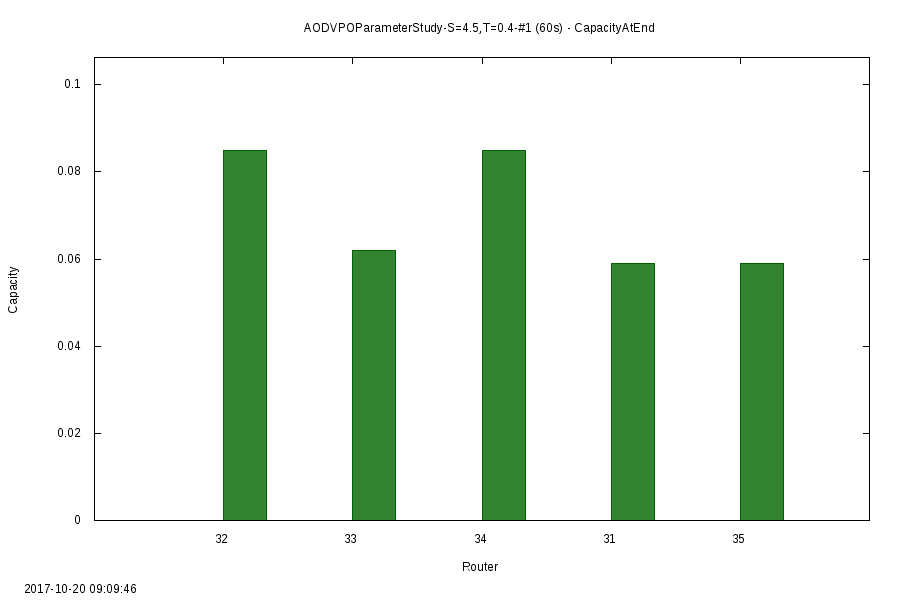 AODVPOParameterStudy-S=4.5,T=0.4-#1 (60s) - CapacityAtEnd
0.1
0.08
0.06
0.04
0.02
0
Capacity
32 33 34 31 35
Router
2017-10-20 09:09:46